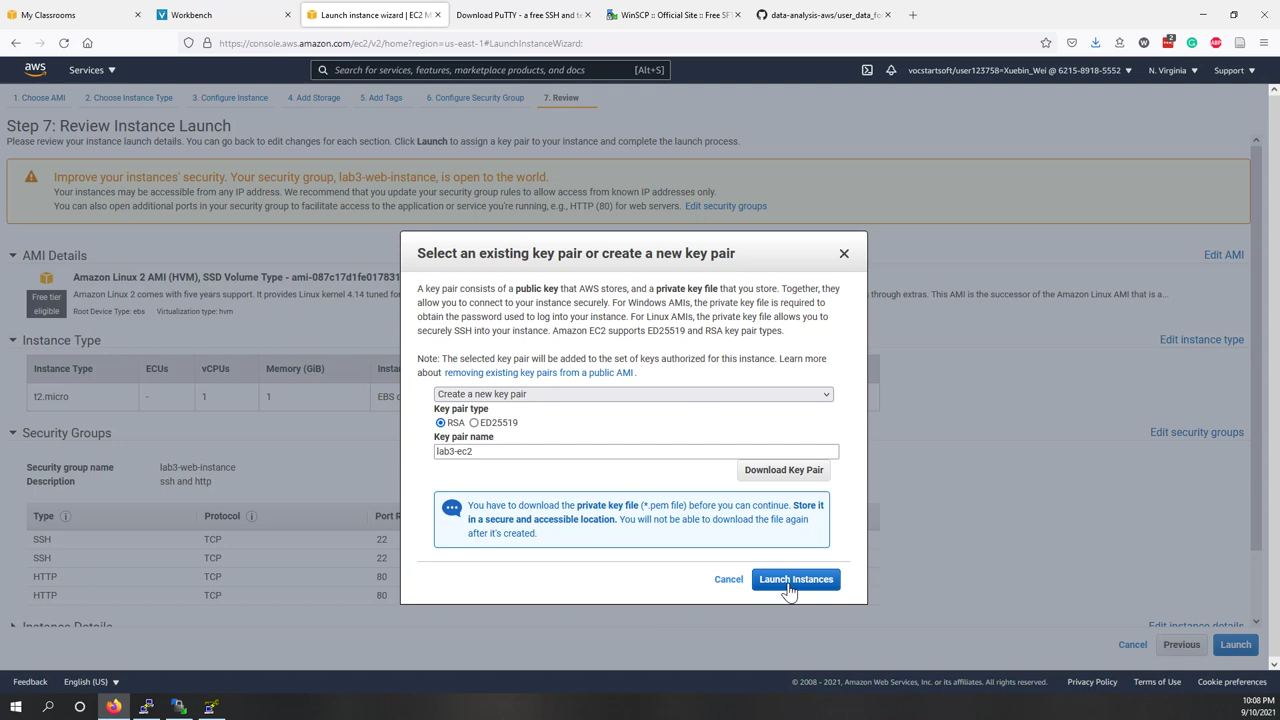 My Classrooms
Workbench
Launch instance wizard | EC2 M
Download PuTTY - a free SSH and te
WinSCP :: Official Site :: Free SF
data-analysis-aws/user_data_fo
https://console.aws.amazon.com/ec2/v2/home?region=us-east-1#LaunchInstanceWizard:
2
ABP
aws
Services
Search for services, features, marketplace products, and docs
[Alt+S]
vocstartsoft/user123758=Xuebin_Wei @ 6215-8918-5552
N. Virginia
Support
1. Choose AMI
2. Choose Instance Type
3. Configure Instance
4. Add Storage
5. Add Tags
6. Configure Security Group
7. Review
Step 7: Review Instance Launch
Please review your instance launch details. You can go back to edit changes for each section. Click Launch to assign a key pair to your instance and complete the launch process.
Improve your instances' security. Your security group, lab3-web-instance, is open to the world.
Your instances may be accessible from any IP address. We recommend that you update your security group rules to allow access from known IP addresses only.
You can also open additional ports in your security group to facilitate access to the application or service you're running, e.g., HTTP (80) for web servers. Edit security groups
AMI Details
Edit AMI
Amazon Linux 2 AMI (HVM), SSD Volume Type - ami-087c17d1fe017831
Free tier
eligible
Amazon Linux 2 comes with five years support. It provides Linux kernel 4.14 tuned for
through extras. This AMI is the successor of the Amazon Linux AMI that is a...
Root Device Type: ebs Virtualization type: hvm
Instance Type
Edit instance type
Instance Type
ECUs
vCPUs
Memory (GiB)
Instan
t2.micro
-
1
1
EBS o
Security Groups
Edit security groups
Security group name
lab3-web-instance
Description
ssh and http
Type
Protocol
Port R
SSH
TCP
22
SSH
TCP
22
HTTP
TCP
80
HTTP
TCP
80
Instance Details
Edit instance details
Select an existing key pair or create a new key pair
A key pair consists of a public key that AWS stores, and a private key file that you store. Together, they
allow you to connect to your instance securely. For Windows AMIs, the private key file is required to
obtain the password used to log into your instance. For Linux AMIs, the private key file allows you to
securely SSH into your instance. Amazon EC2 supports ED25519 and RSA key pair types.
Note: The selected key pair will be added to the set of keys authorized for this instance. Learn more
about removing existing key pairs from a public AMI .
Create a new key pair
Key pair type
RSA
ED25519
Key pair name
lab3-ec2
Download Key Pair
You have to download the private key file (*.pem file) before you can continue. Store it
in a secure and accessible location. You will not be able to download the file again
after it's created.
Cancel
Launch Instances
Cancel
Previous
Launch
Feedback
English (US)
© 2008 - 2021, Amazon Web Services, Inc. or its affiliates. All rights reserved.
Privacy Policy
Terms of Use
Cookie preferences
10:08 PM
9/10/2021